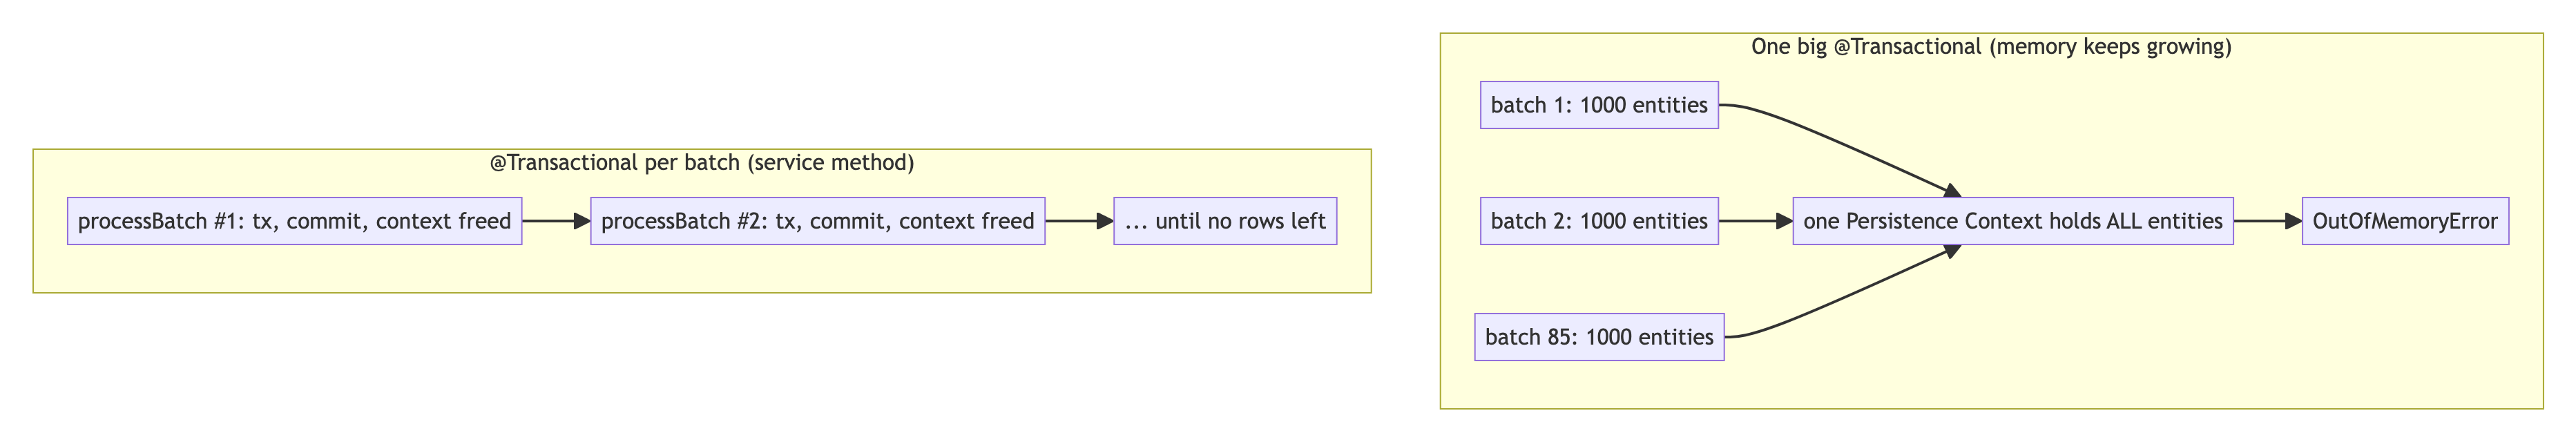 @Transactional per batch (service method)
processBatch #1: tx, commit, context freed
processBatch #2: tx, commit, context freed
... until no rows left
One big @Transactional (memory keeps growing)
batch 1: 1000 entities
batch 2: 1000 entities
batch 85: 1000 entities
one Persistence Context holds ALL entities
OutOfMemoryError